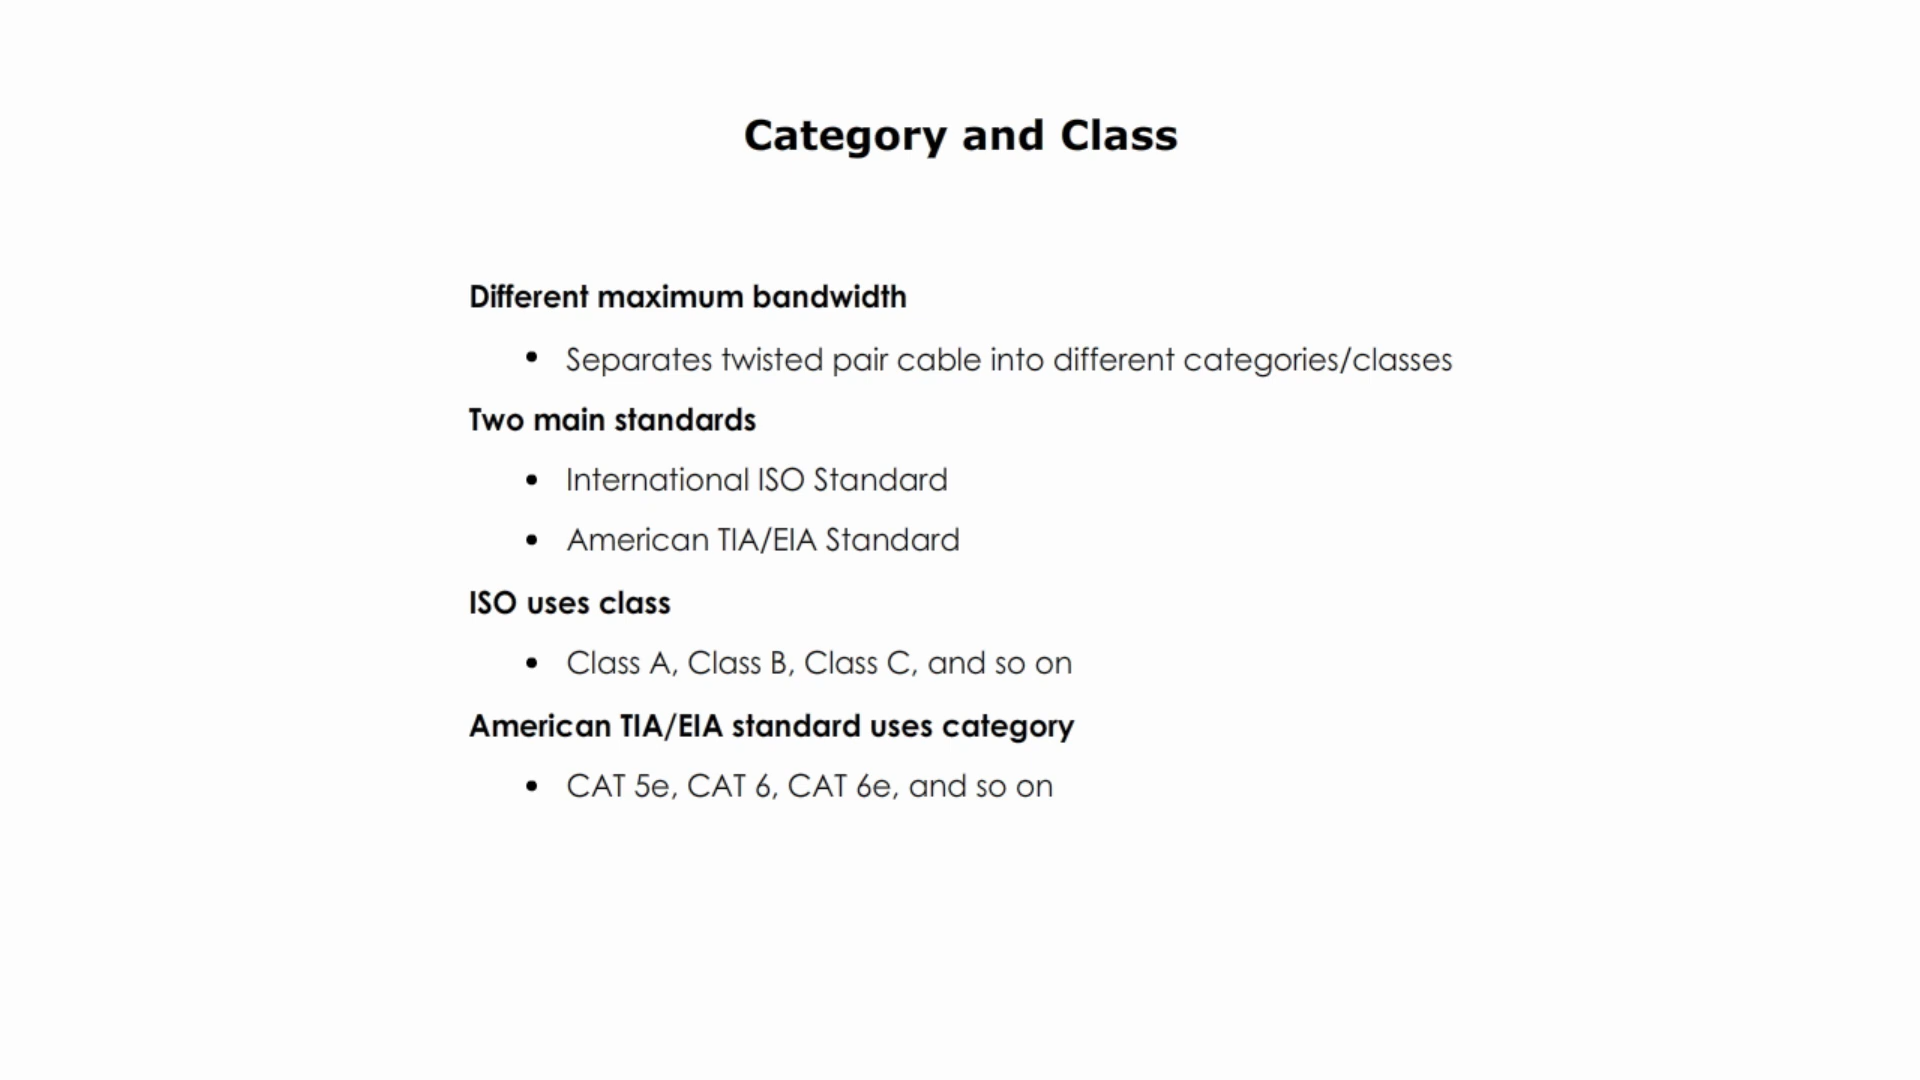 Category and Class
Different maximum bandwidth
• Separates twisted pair cable into different categories/classes
Two main standards
• International ISO Standard
• American TIA/EIA Standard
ISO uses class
• Class A, Class B, Class C, and so on
American TIA/EIA standard uses category
• CAT 5e, CAT 6, CAT 6e, and so on